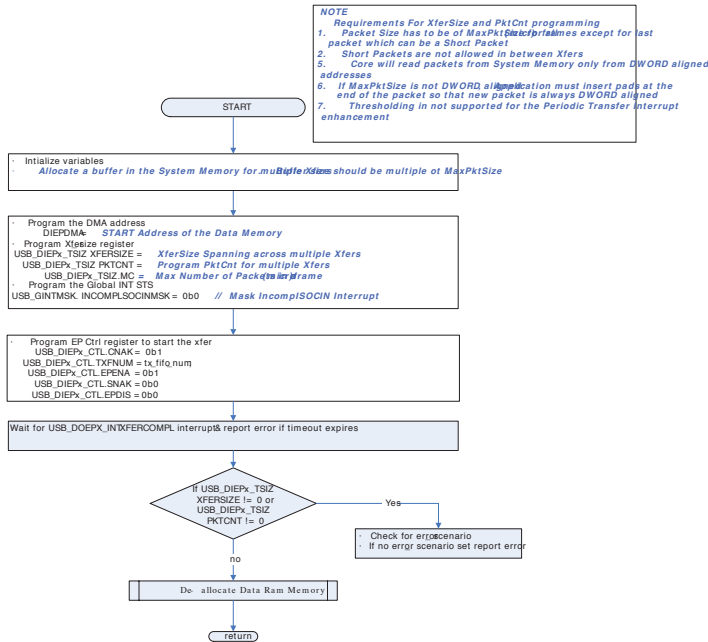 NOTE
Requirements For XferSize and PktCnt programming
1. Packet Size has to be of MaxPktSize for all frames except for last
packet which can be a Short Packet
2. Short Packets are not allowed in between Xfers
5. Core will read packets from System Memory only from DWORD aligned
addresses
6. If MaxPktSize is not DWORD aligned, Application must insert pads at the
end of the packet so that new packet is always DWORD aligned
7. Thresholding in not supported for the Periodic Transfer Interrupt
enhancement
START
· Intialize variables
· Allocate a buffer in the System Memory for multiple Xfers. Buffer size should be multiple of MaxPktSize
· Program the DMA address
DIEPDMA= START Address of the Data Memory
· Program Xfersize register
USB_DIEPx_TSIZ XFERSIZE = XferSize Spanning across multiple Xfers
USB_DIEPx_TSIZ PKTCNT = Program PktCnt for multiple Xfers
USB_DIEPx_TSIZ.MC = Max Number of Packets in
· Program the Global INT STS
USB_GINTMSK. INCOMPLSOCINMSK = 0b0 // Mask IncomplSOCIN Interrupt
· Program EP Ctrl register to start the xfer
USB_DIEPx_CTL.CNAK = 0b1
USB_DIEPx_CTL.TXFNUM = tx_fifo_num;
USB_DIEPx_CTL.EPENA = 0b1
USB_DIEPx_CTL.SNAK = 0b0
USB_DIEPx_CTL.EPDIS = 0b0
Wait for USB_DOEPX_INT XFERCOMPL interrupt & report error if timeout expires
If USB_DIEPx_TSIZ
XFERSIZE != 0 or
USB_DIEPx_TSIZ
PKTCNT != 0
Yes
· Check for error scenario
· If no error scenario set report error
no
De- allocate Data Ram Memory
return